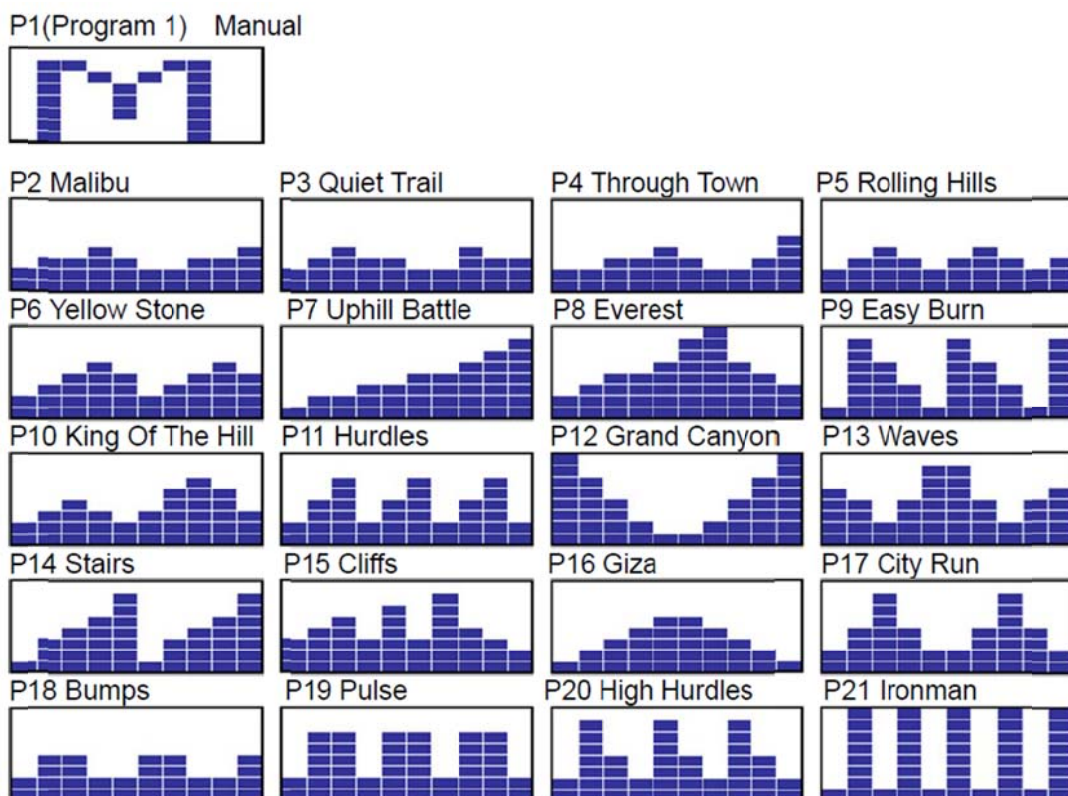 P1(Program 1) Manual
P2 Malibu
P3 Quiet Trail
P4 Through Town
P5 Rolling Hills
P6 Yellow Stone
P7 Uphill Battle
P8 Everest
P9 Easy Burn
P10 King Of The Hill
P11 Hurdles
P12 Grand Canyon
P13 Waves
P14 Stairs
P15 Cliffs
P16 Giza
P17 City Run
P18 Bumps
P19 Pulse
P20 High Hurdles
P21 Ironman